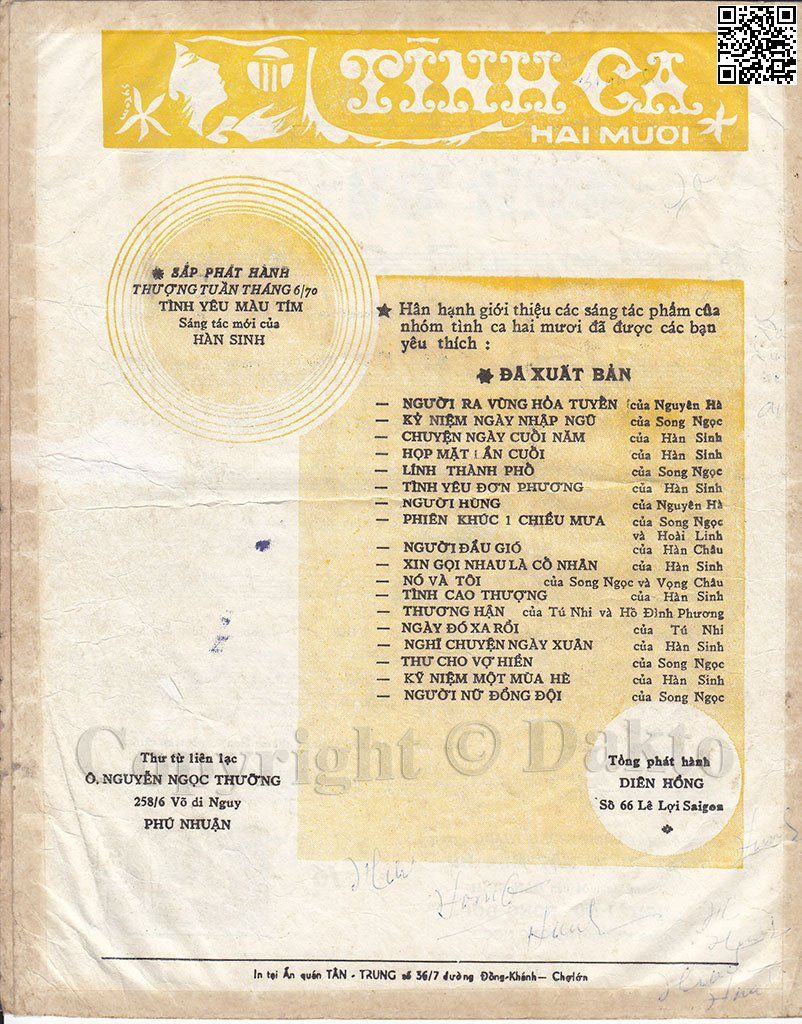 TÌNH CA
HAI MƯƠI
SẮP PHÁT HÀNH
THƯỢNG TUẦN THÁNG 6/70
TÌNH YÊU MÀU TÍM
Sáng tác mới của
HÀN SINH
Hân hạnh giới thiệu các sáng tác phẩm của
nhóm tình ca hai mươi đã được các bạn
yêu thích :
ĐÃ XUẤT BẢN
— NGƯỜI RA VÙNG HỎA TUYẾN của Nguyên Hà
— KỶ NIỆM NGÀY NHẬP NGŨ của Song Ngọc
— CHUYỆN NGÀY CUỐI NĂM của Hàn Sinh
— HỌP MẶT LẦN CUỐI của Hàn Sinh
— LÍNH THÀNH PHỐ của Song Ngọc
— TÌNH YÊU ĐƠN PHƯƠNG của Hàn Sinh
— NGƯỜI HÙNG của Nguyên Hà
— PHIÊN KHÚC 1 CHIỀU MƯA của Song Ngọc
và Hoài Linh
— NGƯỜI ĐẦU GIÓ của Hàn Châu
— XIN GỌI NHAU LÀ CỐ NHÂN của Hàn Sinh
— NÓ VÀ TÔI của Song Ngọc và Vọng Châu
— TÌNH CAO THƯỢNG của Hàn Sinh
— THƯƠNG HẬN của Tú Nhi và Hồ Đình Phương
— NGÀY ĐÓ XA RỒI của Tú Nhi
— NGHĨ CHUYỆN NGÀY XUÂN của Hàn Sinh
— THƯ CHO VỢ HIỀN của Song Ngọc
— KỶ NIỆM MỘT MÙA HÈ của Hàn Sinh
— NGƯỜI NỮ ĐỒNG ĐỘI của Song Ngọc
Copyright © Dakto
Thư từ liên lạc
Ô. NGUYỄN NGỌC THƯỠNG
258/6 Võ di Nguy
PHÚ NHUẬN
Tổng phát hành
DIÊN HỒNG
Số 66 Lê Lợi Saigon
In tại Ấn quán TÂN - TRUNG số 36/7 đường Đồng-Khánh — Chợlớn